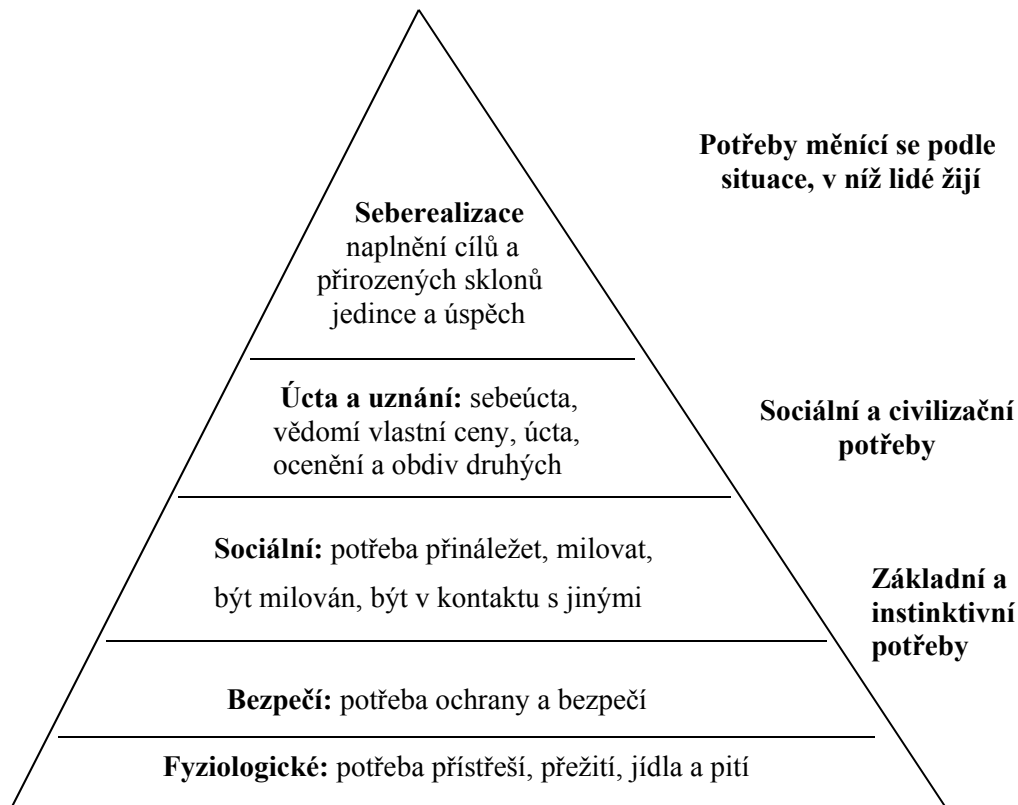 Potřeby měnící se podle
situace, v níž lidé žijí
Seberealizace
naplnění cílů a
přirozených sklonů
jedince a úspěch
Úcta a uznání: sebeúcta,
vědomí vlastní ceny, úcta,
ocenění a obdiv druhých
Sociální a civilizační
potřeby
Sociální: potřeba přináležet, milovat,
být milován, být v kontaktu s jinými
Základní a
instinktivní
potřeby
Bezpečí: potřeba ochrany a bezpečí
Fyziologické: potřeba přístřeší, přežití, jídla a pití